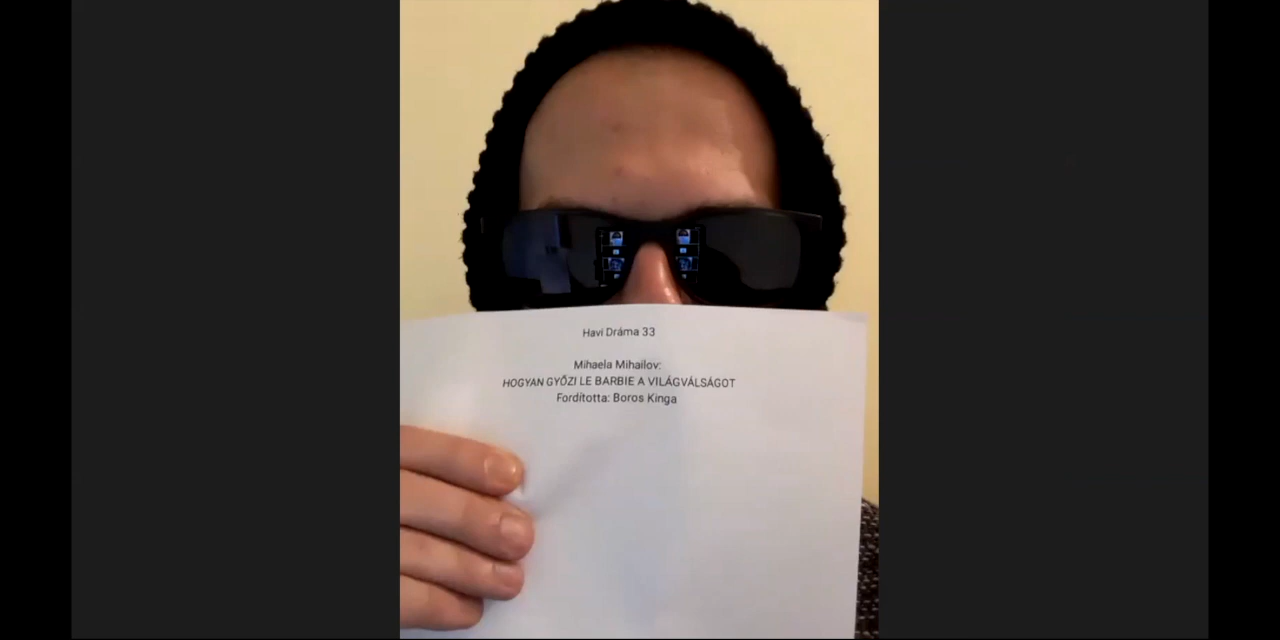 Havi Dráma 33
Mihaela Mihailov:
HOGYAN GYŐZI LE BARBIE A VILÁGVÁLSÁGOT
Fordította: Boros Kinga